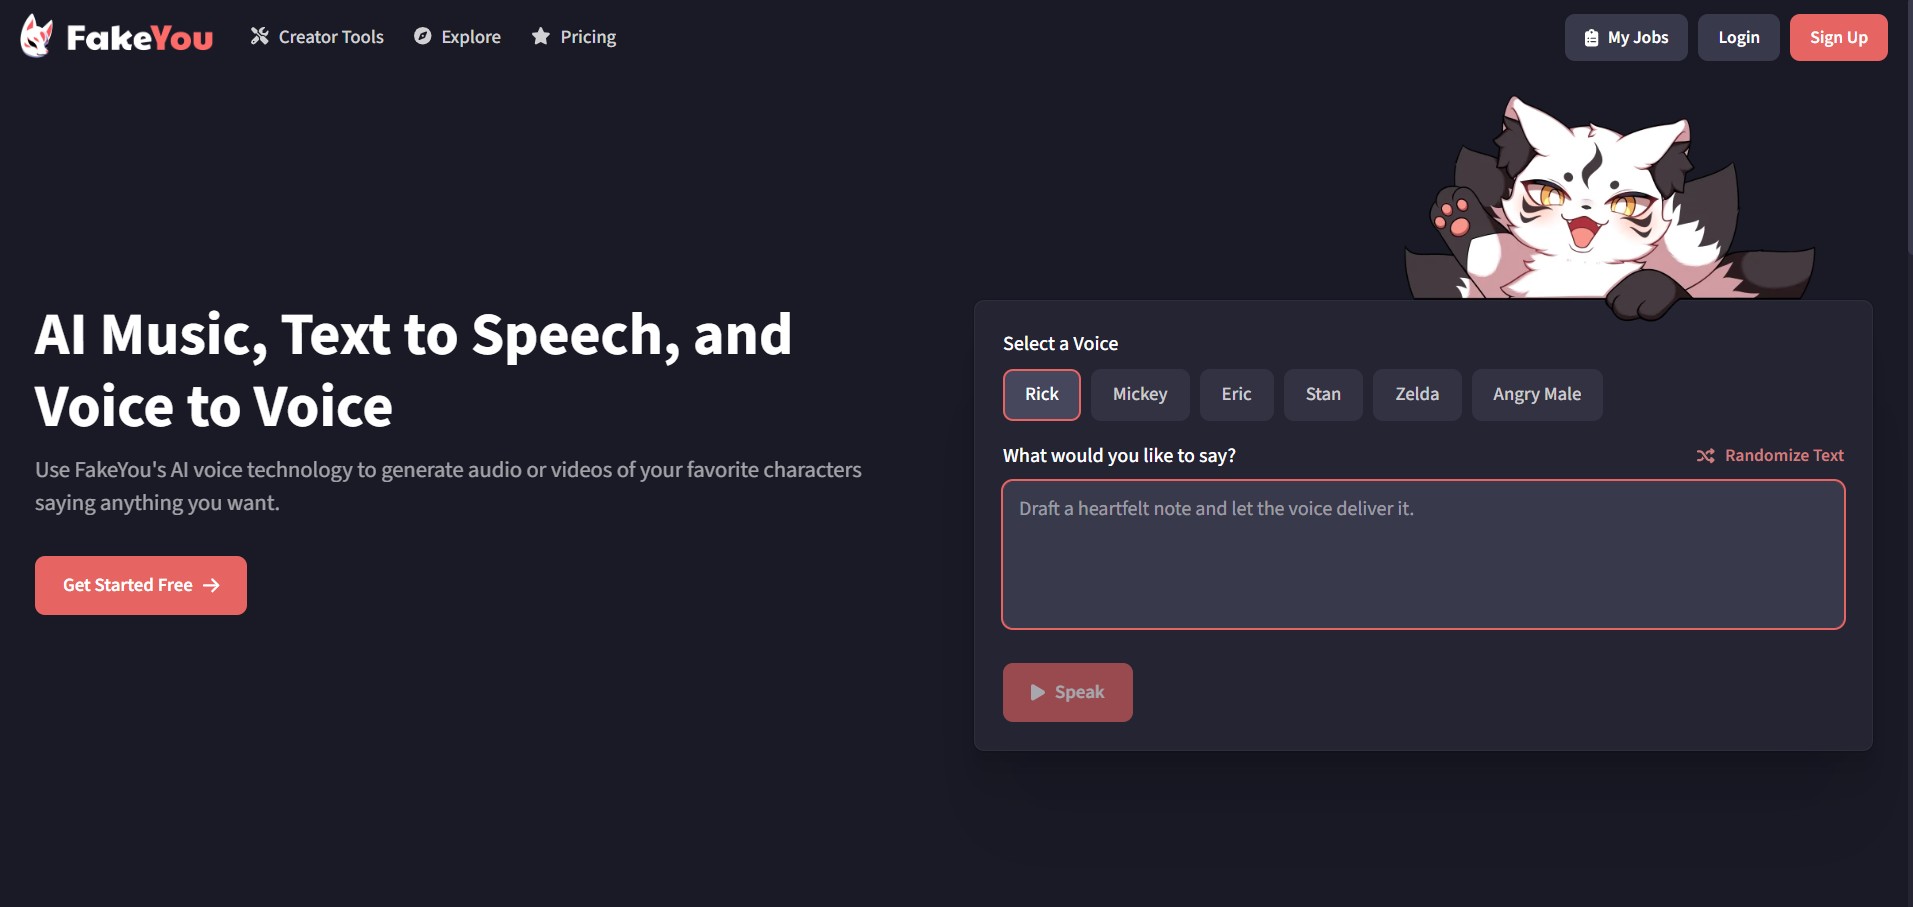 FakeYou
Creator Tools
Explore
Pricing
My Jobs
Login
Sign Up
AI Music, Text to Speech, and
Voice to Voice
Use FakeYou's AI voice technology to generate audio or videos of your favorite characters
saying anything you want.
Get Started Free
Select a Voice
Rick
Mickey
Eric
Stan
Zelda
Angry Male
What would you like to say?
Randomize Text
Draft a heartfelt note and let the voice deliver it.
Speak